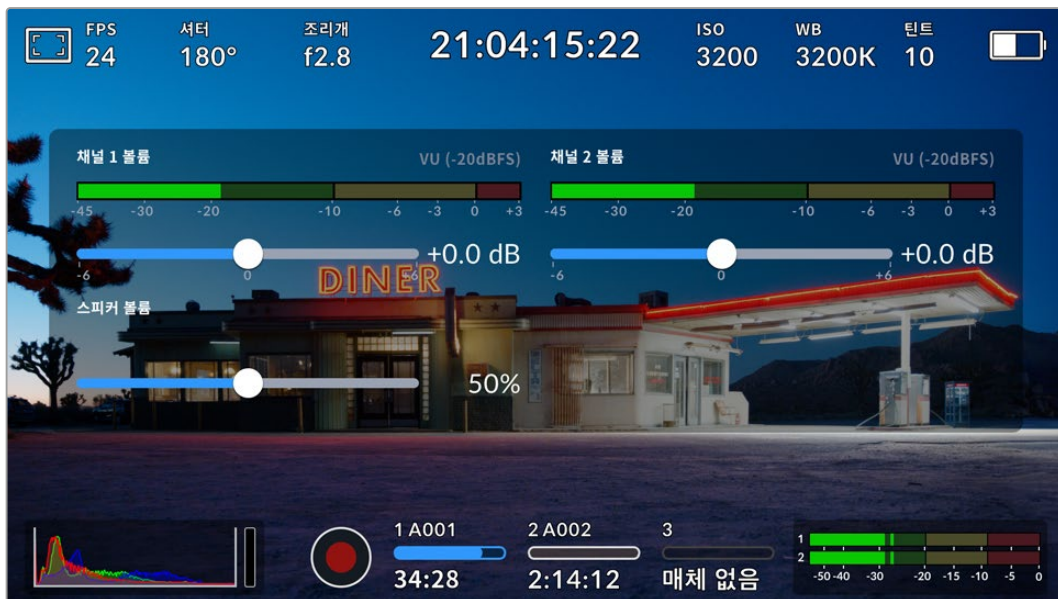 FPS 셔터 조리개 21:04:15:22 ISO WB 틴트
24 180° f2.8 3200 3200K 10
채널 1 볼륨 VU (-20dBFS)
-45 -30 -20 -10 -6 -3 0 +3
+0.0 dB
-6 0 +6
채널 2 볼륨 VU (-20dBFS)
-45 -30 -20 -10 -6 -3 0 +3
+0.0 dB
-6 0 +6
DINER
스피커 볼륨
50%
1 A001 2 A002 3
34:28 2:14:12 매체 없음
1
2
-50 -40 -30 -20 -15 -10 -5 0